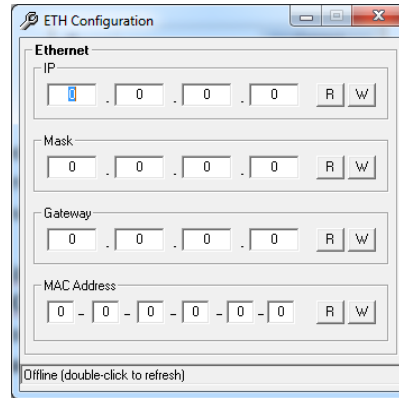 ETH Configuration
Ethernet
IP
0 . 0 . 0 . 0 R W
Mask
0 . 0 . 0 . 0 R W
Gateway
0 . 0 . 0 . 0 R W
MAC Address
0 - 0 - 0 - 0 - 0 - 0 R W
Offline (double-click to refresh)